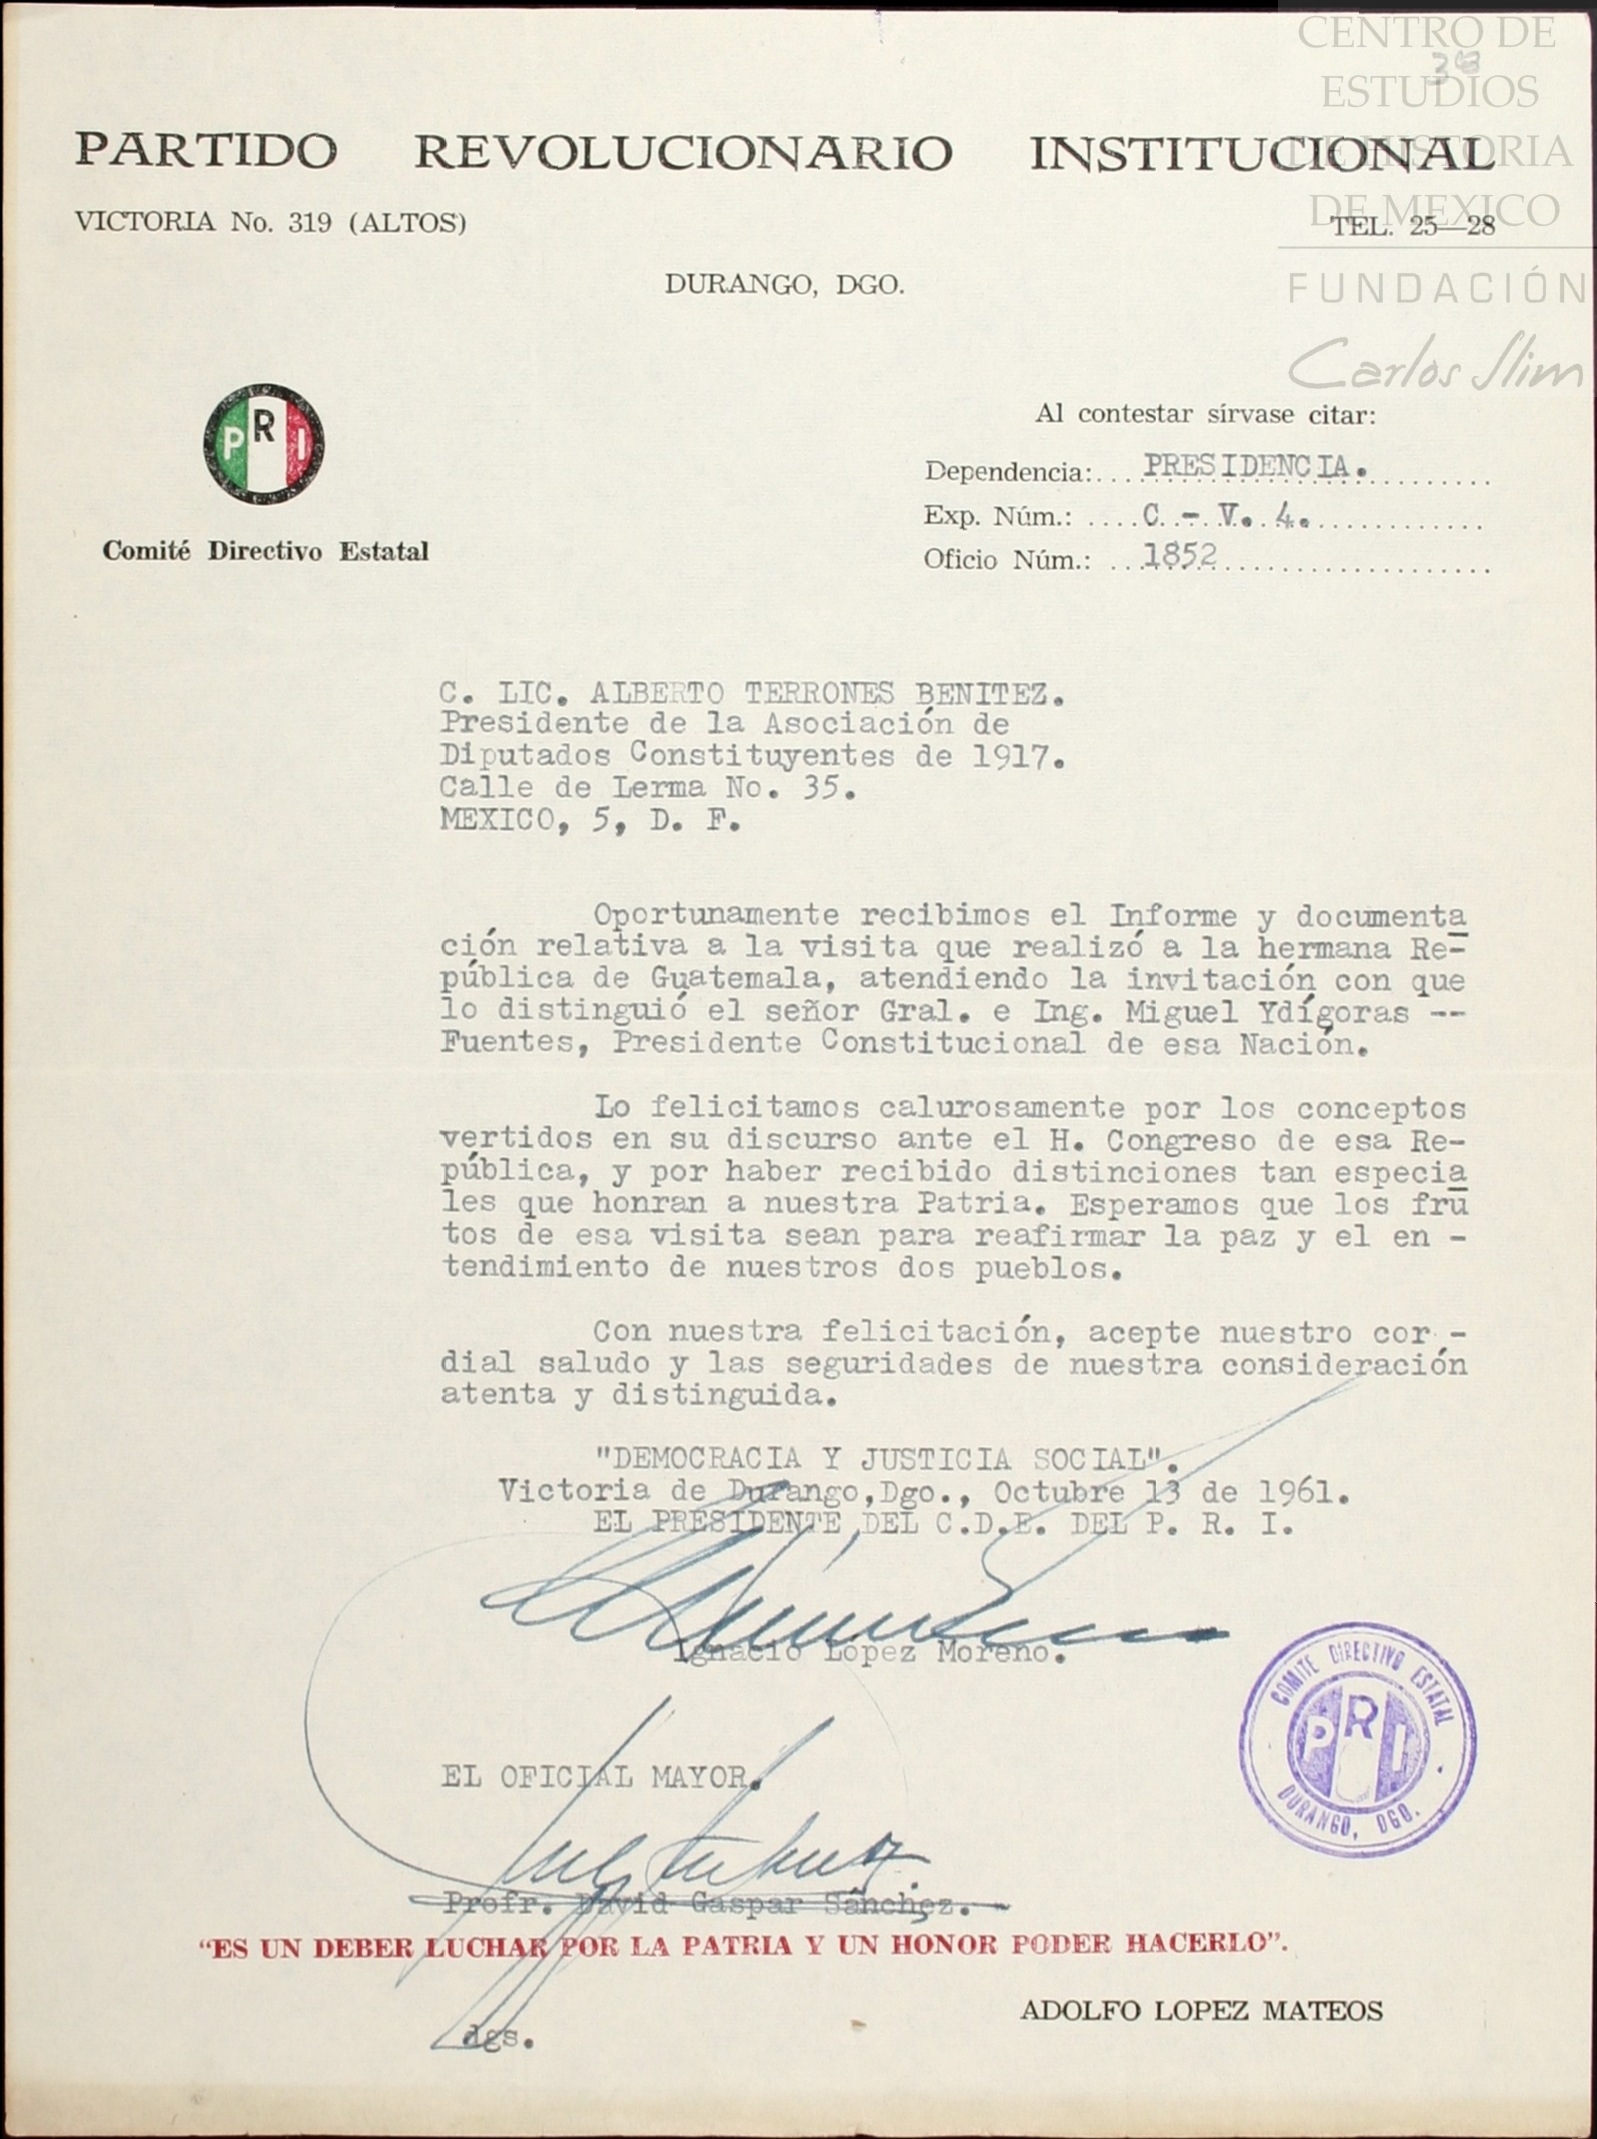 CENTRO DE
ESTUDIOS
DE HISTORIA
DE MEXICO
FUNDACIÓN
Carlos Slim
PARTIDO REVOLUCIONARIO INSTITUCIONAL
VICTORIA No. 319 (ALTOS) TEL. 25—28
DURANGO, DGO.
PRI
Comité Directivo Estatal
Al contestar sírvase citar:
Dependencia: PRESIDENCIA.
Exp. Núm.: C.-V. 4.
Oficio Núm.: 1852
C. LIC. ALBERTO TERRONES BENITEZ.
Presidente de la Asociación de
Diputados Constituyentes de 1917.
Calle de Lerma No. 35.
MEXICO, 5, D. F.
Oportunamente recibimos el Informe y documenta
ción relativa a la visita que realizó a la hermana Re-
pública de Guatemala, atendiendo la invitación con que
lo distinguió el señor Gral. e Ing. Miguel Ydígoras --
Fuentes, Presidente Constitucional de esa Nación.
Lo felicitamos calurosamente por los conceptos
vertidos en su discurso ante el H. Congreso de esa Re-
pública, y por haber recibido distinciones tan especia
les que honran a nuestra Patria. Esperamos que los fru
tos de esa visita sean para reafirmar la paz y el en -
tendimiento de nuestros dos pueblos.
Con nuestra felicitación, acepte nuestro cor -
dial saludo y las seguridades de nuestra consideración
atenta y distinguida.
"DEMOCRACIA Y JUSTICIA SOCIAL".
Victoria de Durango,Dgo., Octubre 13 de 1961.
EL PRESIDENTE DEL C.D.E. DEL P. R. I.
Ignacio López Moreno.
COMITE DIRECTIVO ESTATAL
PRI
DURANGO, DGO.
EL OFICIAL MAYOR.
Profr. David Gaspar Sánchez.
"ES UN DEBER LUCHAR POR LA PATRIA Y UN HONOR PODER HACERLO".
ADOLFO LOPEZ MATEOS
dgs.